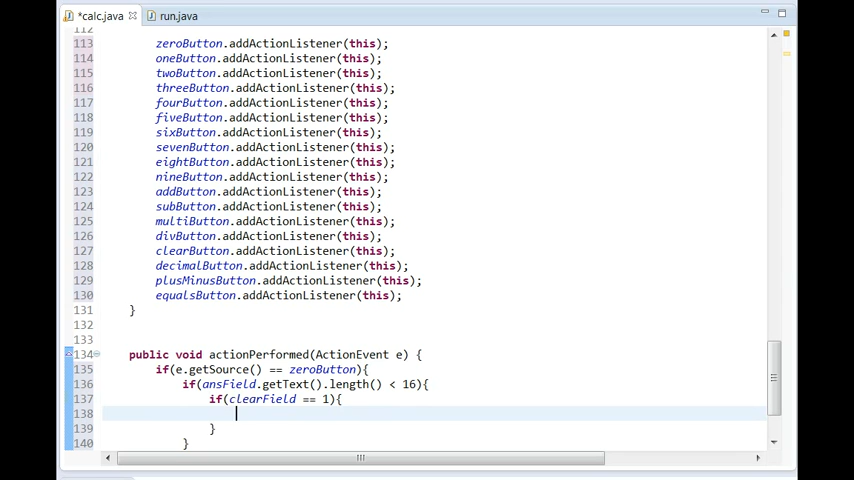 *calc.java
run.java
112
113 zeroButton.addActionListener(this);
114 oneButton.addActionListener(this);
115 twoButton.addActionListener(this);
116 threeButton.addActionListener(this);
117 fourButton.addActionListener(this);
118 fiveButton.addActionListener(this);
119 sixButton.addActionListener(this);
120 sevenButton.addActionListener(this);
121 eightButton.addActionListener(this);
122 nineButton.addActionListener(this);
123 addButton.addActionListener(this);
124 subButton.addActionListener(this);
125 multiButton.addActionListener(this);
126 divButton.addActionListener(this);
127 clearButton.addActionListener(this);
128 decimalButton.addActionListener(this);
129 plusMinusButton.addActionListener(this);
130 equalsButton.addActionListener(this);
131 }
132
133
134 public void actionPerformed(ActionEvent e) {
135 if(e.getSource() == zeroButton){
136 if(ansField.getText().length() < 16){
137 if(clearField == 1){
138
139 }
140 }